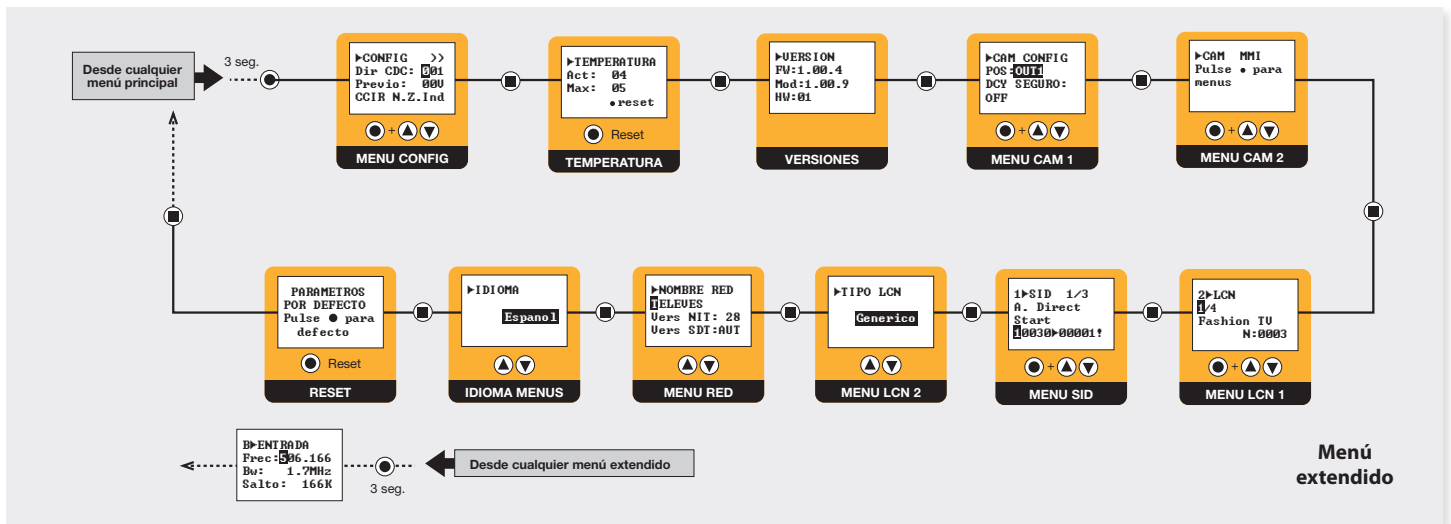 Desde cualquier
menú principal
3 seg.
►CONFIG >>
Dir CDC: 001
Previo: 00V
CCIR N.Z.Ind
+
MENU CONFIG
►TEMPERATURA
Act: 04
Max: 05
●reset
Reset
TEMPERATURA
►VERSION
FW:1.00.4
Mod:1.00.9
HW:01
VERSIONES
►CAM CONFIG
POS:OUT1
DCY SEGURO:
OFF
+
MENU CAM 1
►CAM MMI
Pulse ● para
menus
+
MENU CAM 2
PARAMETROS
POR DEFECTO
Pulse ● para
defecto
Reset
RESET
►IDIOMA
Espanol
IDIOMA MENUS
►NOMBRE RED
TELEVES
Vers NIT: 28
Vers SDT:AUT
MENU RED
►TIPO LCN
Generico
MENU LCN 2
1►SID 1/3
A. Direct
Start
10030►00001!
+
MENU SID
2►LCN
1/4
Fashion TV
N:0003
+
MENU LCN 1
B►ENTRADA
Frec:506.166
Bw: 1.7MHz
Salto: 166K
3 seg.
Desde cualquier menú extendido
Menú
extendido